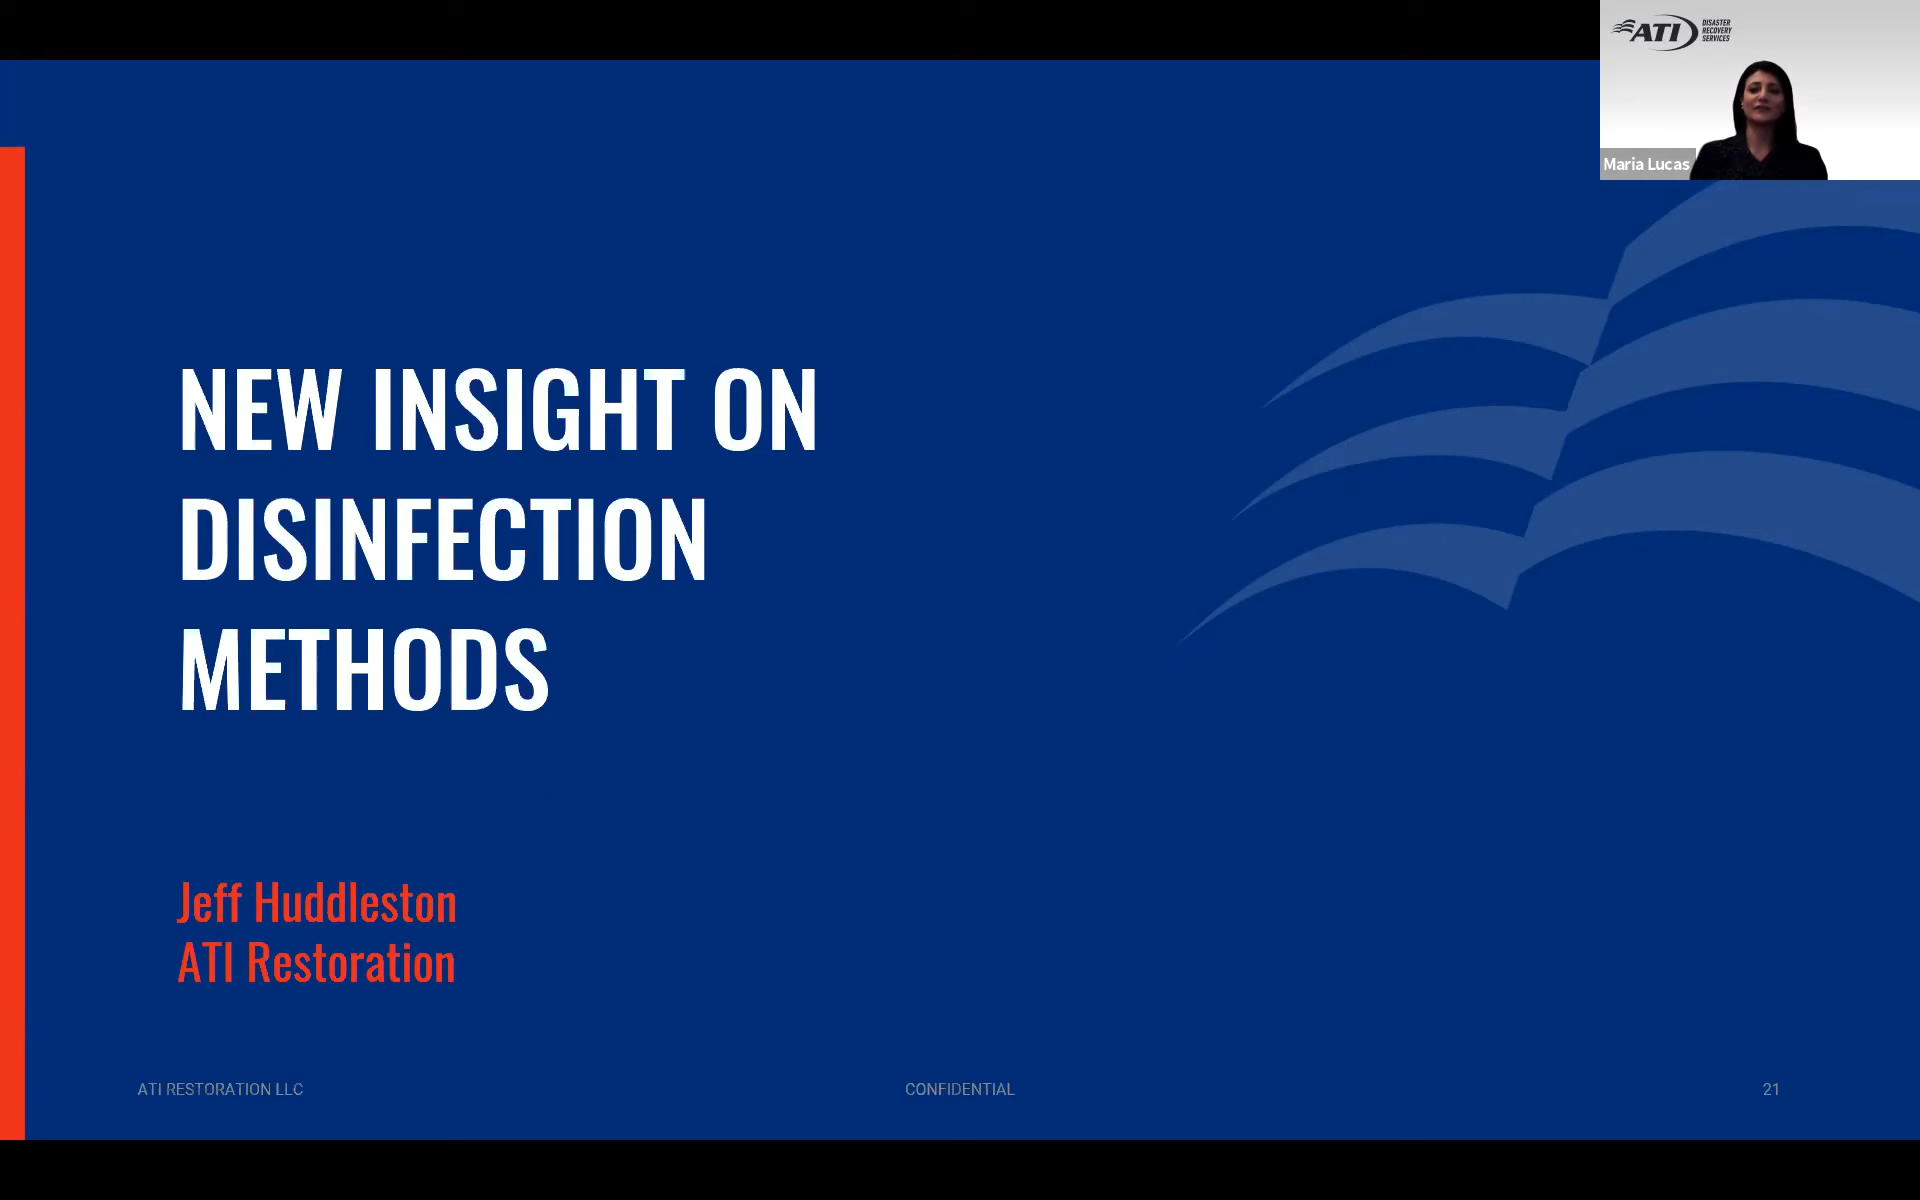 ATI DISASTER
RECOVERY
SERVICES
Maria Lucas
NEW INSIGHT ON
DISINFECTION
METHODS
Jeff Huddleston
ATI Restoration
ATI RESTORATION LLC
CONFIDENTIAL
21